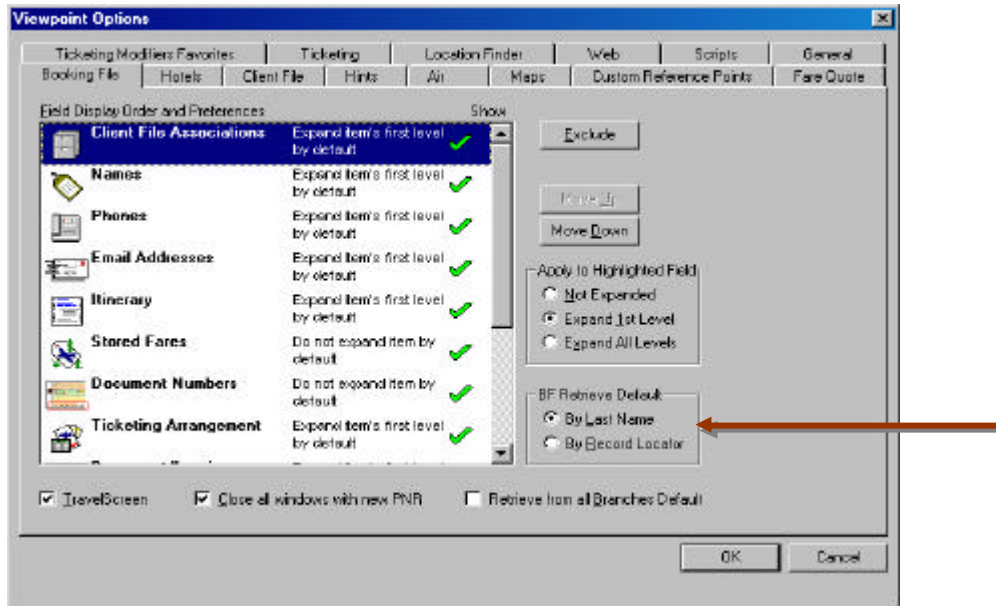 Viewpoint Options
Ticketing Modifiers Favorites Ticketing Location Finder Web Scripts General
Booking File Hotels Client File Hints Air Maps Custom Reference Points Fare Quote
Field Display Order and Preferences Show
Client File Associations Expand item's first level
by default
Exclude
Names Expand item's first level
by default
Move Up
Phones Expand item's first level
by default
Move Down
Email Addresses Expand item's first level
by default
Apply to Highlighted Field
Not Expanded
Itinerary Expand item's first level
by default
Expand 1st Level
Stored Fares Do not expand item by
default
Expand All Levels
Document Numbers Do not expand item by
default
BF Retrieve Default
By Last Name
Ticketing Arrangement Expand item's first level
by default
By Record Locator
TravelScreen Close all windows with new PNR Retrieve from all Branches Default
OK Cancel